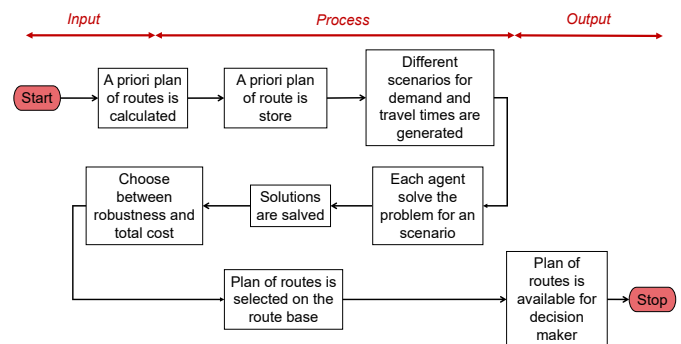 Input
Process
Output
Start
A priori plan
of routes is
calculated
A priori plan
of route is
store
Different
scenarios for
demand and
travel times are
generated
Choose
between
robustness and
total cost
Solutions
are salved
Each agent
solve the
problem for an
scenario
Plan of routes is
selected on the
route base
Plan of
routes is
available for
decision
maker
Stop